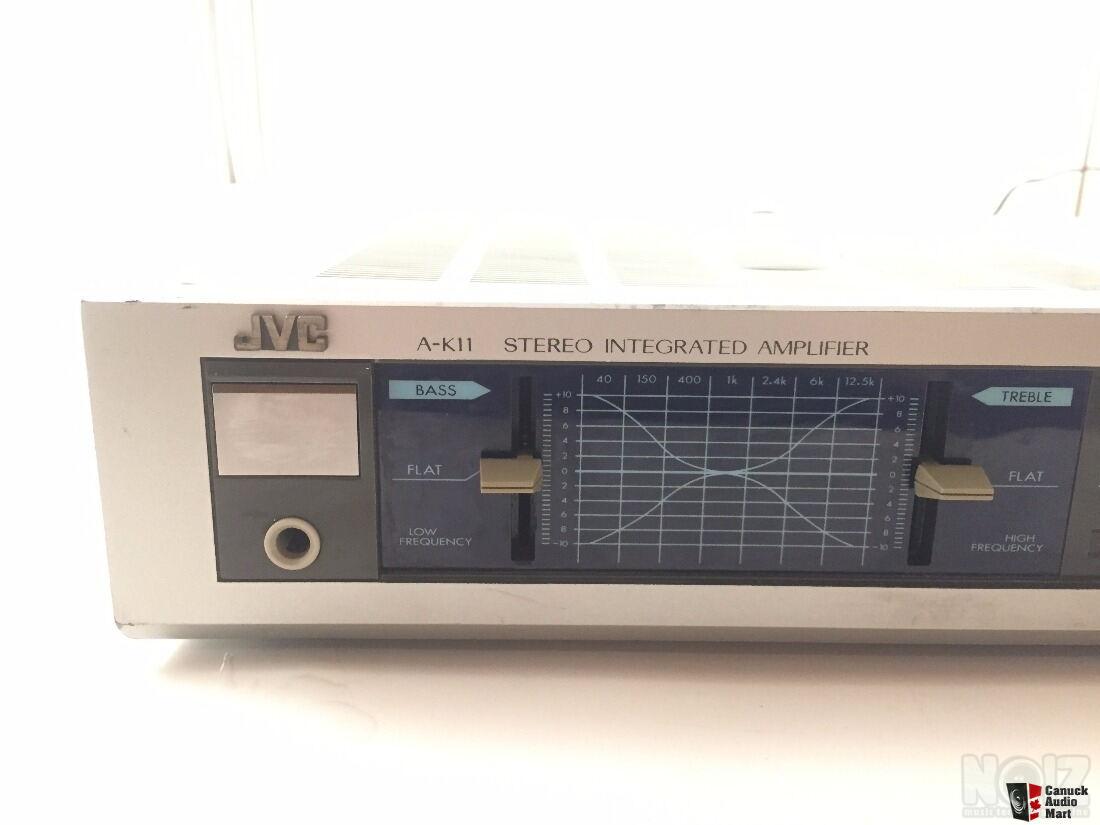 JVC
A-K11 STEREO INTEGRATED AMPLIFIER
BASS
40 150 400 1k 2.4k 6k 12.5k
TREBLE
+10 +10
8 8
6 6
4 4
2 2
FLAT 0 0 FLAT
2 2
4 4
6 6
8 8
-10 -10
LOW
FREQUENCY
HIGH
FREQUENCY
NOIZ
Canuck
Audio
Mart